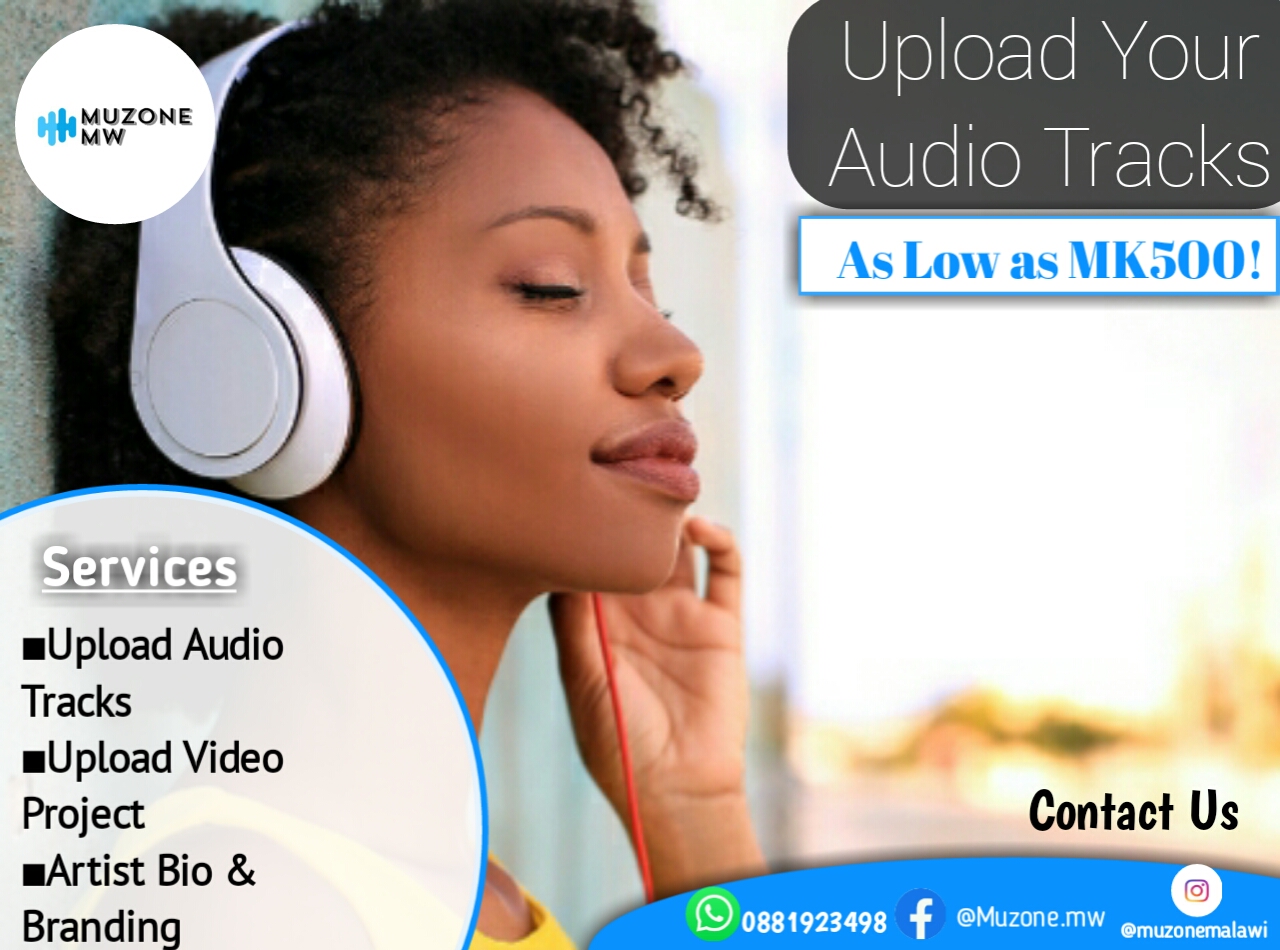 MUZONE
MW
Upload Your
Audio Tracks
As Low as MK500!
Services
■Upload Audio
Tracks
■Upload Video
Project
■Artist Bio &
Branding
Contact Us
0881923498
@Muzone.mw
@muzonemalawi